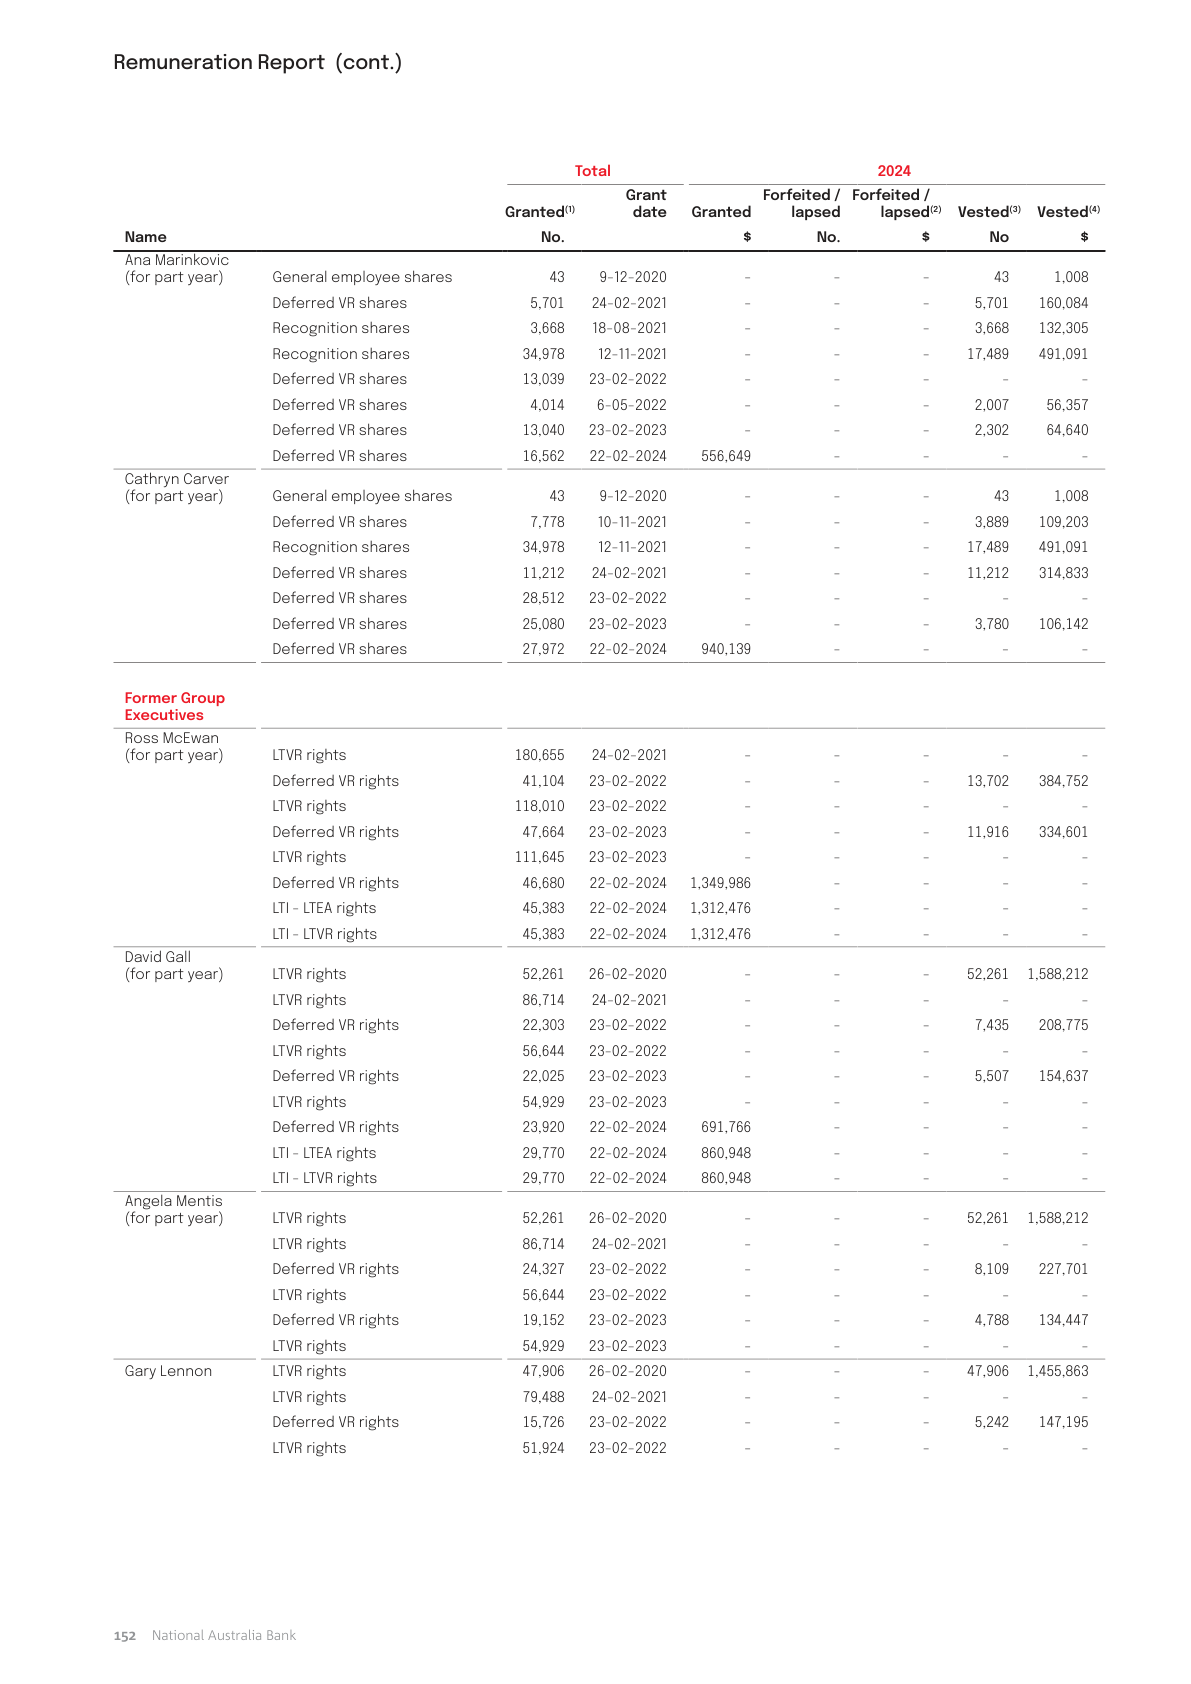 Remuneration Report (cont.)
Total 2024
Granted(1) Grant date Granted Forfeited / lapsed Forfeited / lapsed(2) Vested(3) Vested(4)
Name No. $ No. $ No $
Ana Marinkovic
(for part year) General employee shares 43 9-12-2020 – – – 43 1,008
Deferred VR shares 5,701 24-02-2021 – – – 5,701 160,084
Recognition shares 3,668 18-08-2021 – – – 3,668 132,305
Recognition shares 34,978 12-11-2021 – – – 17,489 491,091
Deferred VR shares 13,039 23-02-2022 – – – – –
Deferred VR shares 4,014 6-05-2022 – – – 2,007 56,357
Deferred VR shares 13,040 23-02-2023 – – – 2,302 64,640
Deferred VR shares 16,562 22-02-2024 556,649 – – – –
Cathryn Carver
(for part year) General employee shares 43 9-12-2020 – – – 43 1,008
Deferred VR shares 7,778 10-11-2021 – – – 3,889 109,203
Recognition shares 34,978 12-11-2021 – – – 17,489 491,091
Deferred VR shares 11,212 24-02-2021 – – – 11,212 314,833
Deferred VR shares 28,512 23-02-2022 – – – – –
Deferred VR shares 25,080 23-02-2023 – – – 3,780 106,142
Deferred VR shares 27,972 22-02-2024 940,139 – – – –
Former Group
Executives
Ross McEwan
(for part year) LTVR rights 180,655 24-02-2021 – – – – –
Deferred VR rights 41,104 23-02-2022 – – – 13,702 384,752
LTVR rights 118,010 23-02-2022 – – – – –
Deferred VR rights 47,664 23-02-2023 – – – 11,916 334,601
LTVR rights 111,645 23-02-2023 – – – – –
Deferred VR rights 46,680 22-02-2024 1,349,986 – – – –
LTI - LTEA rights 45,383 22-02-2024 1,312,476 – – – –
LTI - LTVR rights 45,383 22-02-2024 1,312,476 – – – –
David Gall
(for part year) LTVR rights 52,261 26-02-2020 – – – 52,261 1,588,212
LTVR rights 86,714 24-02-2021 – – – – –
Deferred VR rights 22,303 23-02-2022 – – – 7,435 208,775
LTVR rights 56,644 23-02-2022 – – – – –
Deferred VR rights 22,025 23-02-2023 – – – 5,507 154,637
LTVR rights 54,929 23-02-2023 – – – – –
Deferred VR rights 23,920 22-02-2024 691,766 – – – –
LTI - LTEA rights 29,770 22-02-2024 860,948 – – – –
LTI - LTVR rights 29,770 22-02-2024 860,948 – – – –
Angela Mentis
(for part year) LTVR rights 52,261 26-02-2020 – – – 52,261 1,588,212
LTVR rights 86,714 24-02-2021 – – – – –
Deferred VR rights 24,327 23-02-2022 – – – 8,109 227,701
LTVR rights 56,644 23-02-2022 – – – – –
Deferred VR rights 19,152 23-02-2023 – – – 4,788 134,447
LTVR rights 54,929 23-02-2023 – – – – –
Gary Lennon LTVR rights 47,906 26-02-2020 – – – 47,906 1,455,863
LTVR rights 79,488 24-02-2021 – – – – –
Deferred VR rights 15,726 23-02-2022 – – – 5,242 147,195
LTVR rights 51,924 23-02-2022 – – – – –
152 National Australia Bank